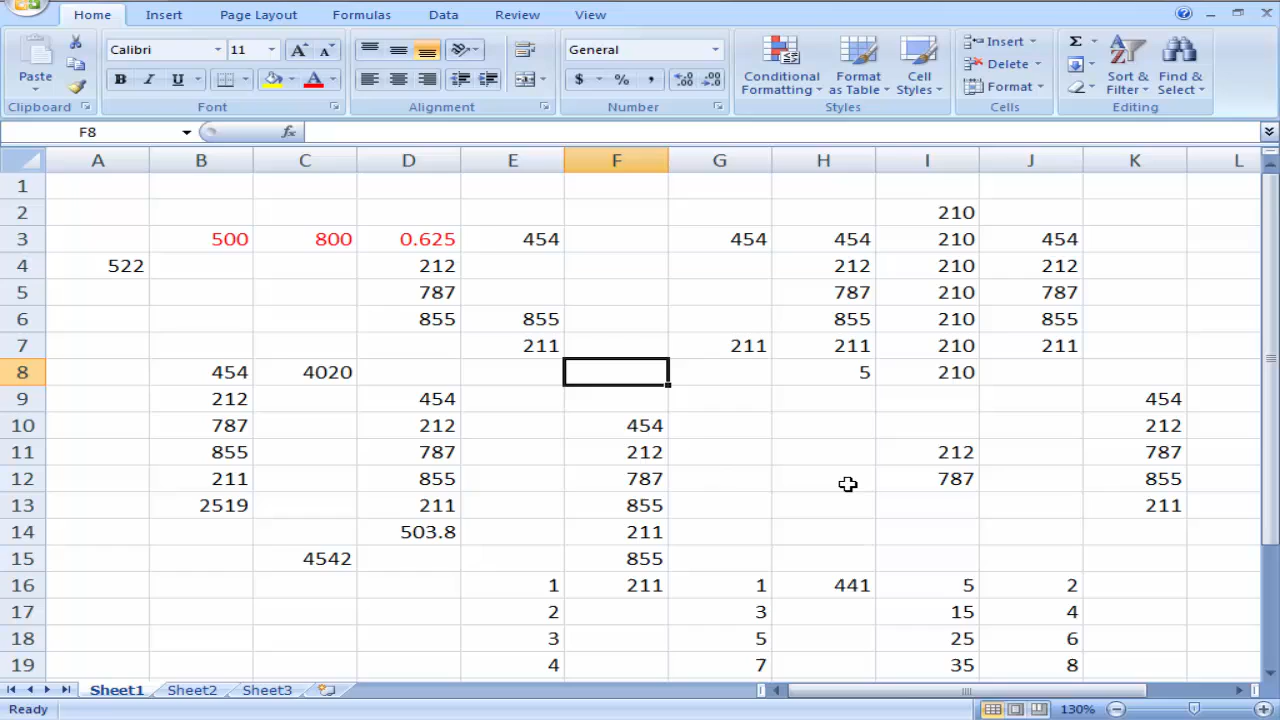 Home Insert Page Layout Formulas Data Review View
Calibri 11 General
Paste B I U A A A $ % , Conditional Formatting Format as Table Cell Styles Insert Delete Format Σ Sort & Filter Find & Select
Clipboard Font Alignment Number Styles Cells Editing
F8 fx
A B C D E F G H I J K L
1
2 210
3 500 800 0.625 454 454 454 210 454
4 522 212 212 210 212
5 787 787 210 787
6 855 855 855 210 855
7 211 211 211 210 211
8 454 4020 5 210
9 212 454 454
10 787 212 454 212
11 855 787 212 212 787
12 211 855 787 787 855
13 2519 211 855 211
14 503.8 211
15 4542 855
16 1 211 1 441 5 2
17 2 3 15 4
18 3 5 25 6
19 4 7 35 8
Sheet1 Sheet2 Sheet3
Ready 130%